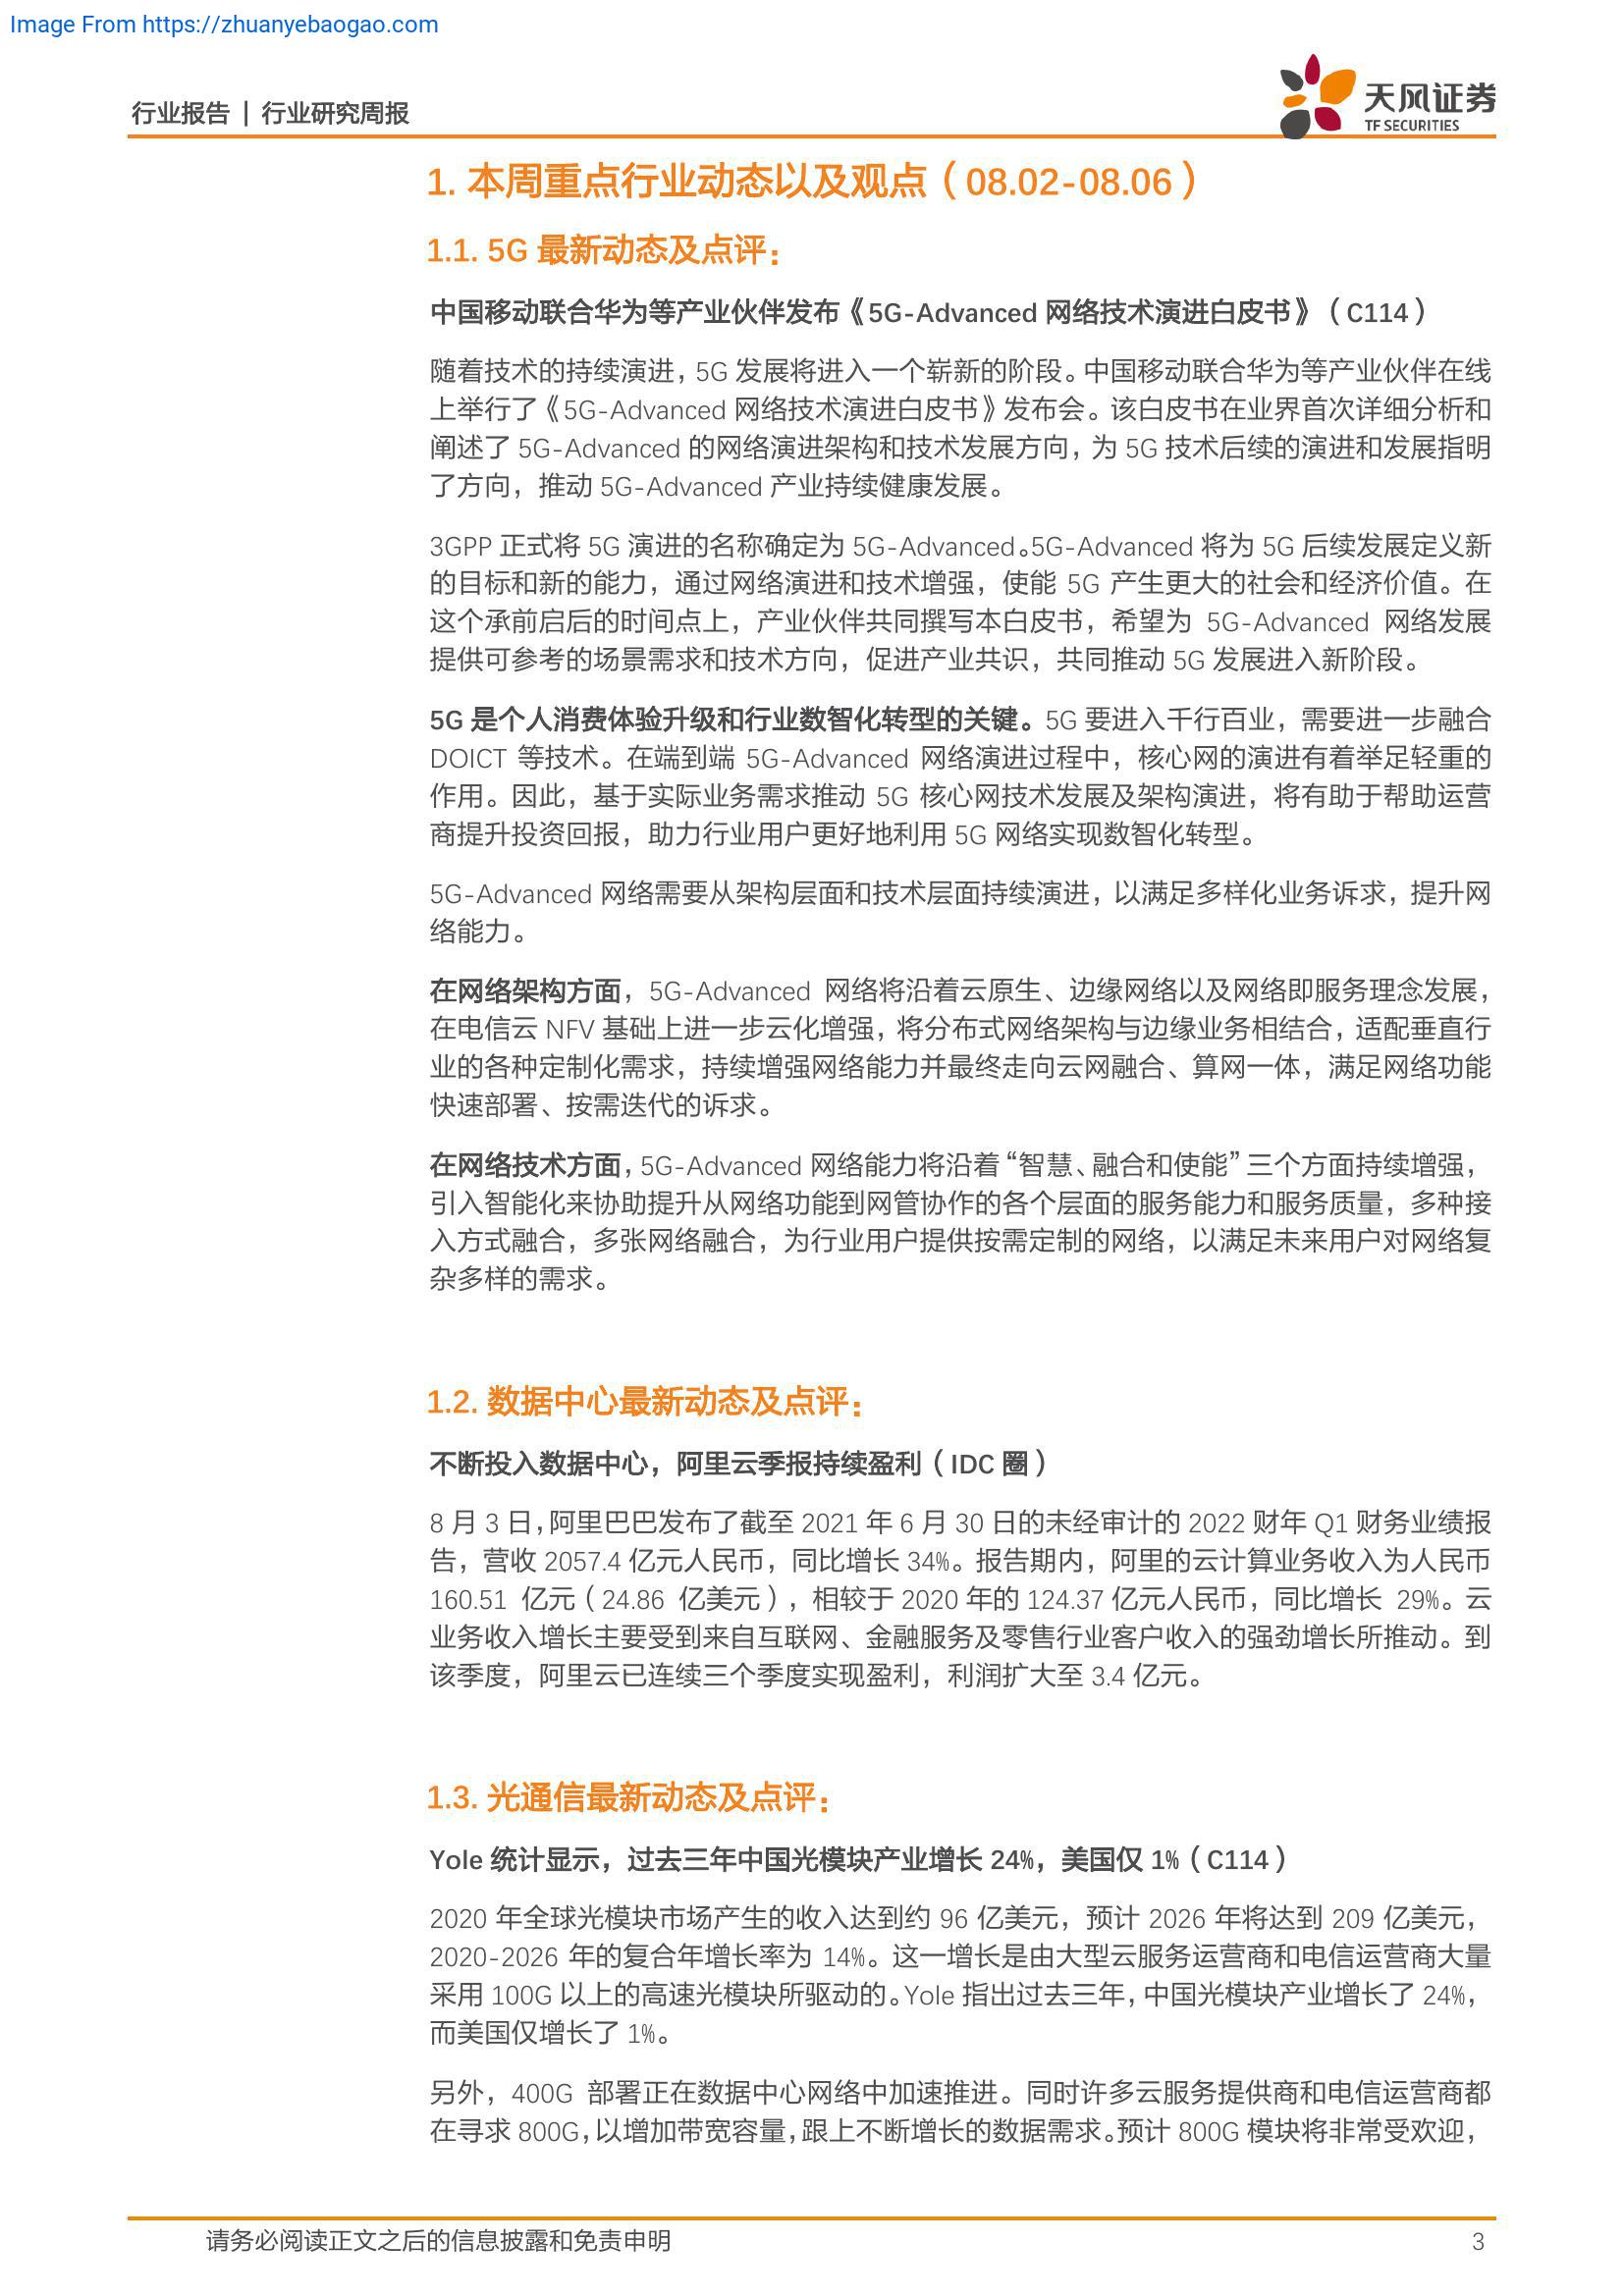 Image From https://zhuanyebaogao.com
行业报告 | 行业研究周报
天风证券
TF SECURITIES
1. 本周重点行业动态以及观点（08.02-08.06）
1.1. 5G 最新动态及点评：
中国移动联合华为等产业伙伴发布《5G-Advanced 网络技术演进白皮书》（C114）
随着技术的持续演进，5G 发展将进入一个崭新的阶段。中国移动联合华为等产业伙伴在线
上举行了《5G-Advanced 网络技术演进白皮书》发布会。该白皮书在业界首次详细分析和
阐述了 5G-Advanced 的网络演进架构和技术发展方向，为 5G 技术后续的演进和发展指明
了方向，推动 5G-Advanced 产业持续健康发展。
3GPP 正式将 5G 演进的名称确定为 5G-Advanced。5G-Advanced 将为 5G 后续发展定义新
的目标和新的能力，通过网络演进和技术增强，使能 5G 产生更大的社会和经济价值。在
这个承前启后的时间点上，产业伙伴共同撰写本白皮书，希望为 5G-Advanced 网络发展
提供可参考的场景需求和技术方向，促进产业共识，共同推动 5G 发展进入新阶段。
5G 是个人消费体验升级和行业数智化转型的关键。5G 要进入千行百业，需要进一步融合
DOICT 等技术。在端到端 5G-Advanced 网络演进过程中，核心网的演进有着举足轻重的
作用。因此，基于实际业务需求推动 5G 核心网技术发展及架构演进，将有助于帮助运营
商提升投资回报，助力行业用户更好地利用 5G 网络实现数智化转型。
5G-Advanced 网络需要从架构层面和技术层面持续演进，以满足多样化业务诉求，提升网
络能力。
在网络架构方面，5G-Advanced 网络将沿着云原生、边缘网络以及网络即服务理念发展，
在电信云 NFV 基础上进一步云化增强，将分布式网络架构与边缘业务相结合，适配垂直行
业的各种定制化需求，持续增强网络能力并最终走向云网融合、算网一体，满足网络功能
快速部署、按需迭代的诉求。
在网络技术方面，5G-Advanced 网络能力将沿着“智慧、融合和使能”三个方面持续增强，
引入智能化来协助提升从网络功能到网管协作的各个层面的服务能力和服务质量，多种接
入方式融合，多张网络融合，为行业用户提供按需定制的网络，以满足未来用户对网络复
杂多样的需求。
1.2. 数据中心最新动态及点评：
不断投入数据中心，阿里云季报持续盈利（IDC 圈）
8 月 3 日，阿里巴巴发布了截至 2021 年 6 月 30 日的未经审计的 2022 财年 Q1 财务业绩报
告，营收 2057.4 亿元人民币，同比增长 34%。报告期内，阿里的云计算业务收入为人民币
160.51 亿元（24.86 亿美元），相较于 2020 年的 124.37 亿元人民币，同比增长 29%。云
业务收入增长主要受到来自互联网、金融服务及零售行业客户收入的强劲增长所推动。到
该季度，阿里云已连续三个季度实现盈利，利润扩大至 3.4 亿元。
1.3. 光通信最新动态及点评：
Yole 统计显示，过去三年中国光模块产业增长 24%，美国仅 1%（C114）
2020 年全球光模块市场产生的收入达到约 96 亿美元，预计 2026 年将达到 209 亿美元，
2020-2026 年的复合年增长率为 14%。这一增长是由大型云服务运营商和电信运营商大量
采用 100G 以上的高速光模块所驱动的。Yole 指出过去三年，中国光模块产业增长了 24%，
而美国仅增长了 1%。
另外，400G 部署正在数据中心网络中加速推进。同时许多云服务提供商和电信运营商都
在寻求 800G，以增加带宽容量，跟上不断增长的数据需求。预计 800G 模块将非常受欢迎，
请务必阅读正文之后的信息披露和免责申明
3